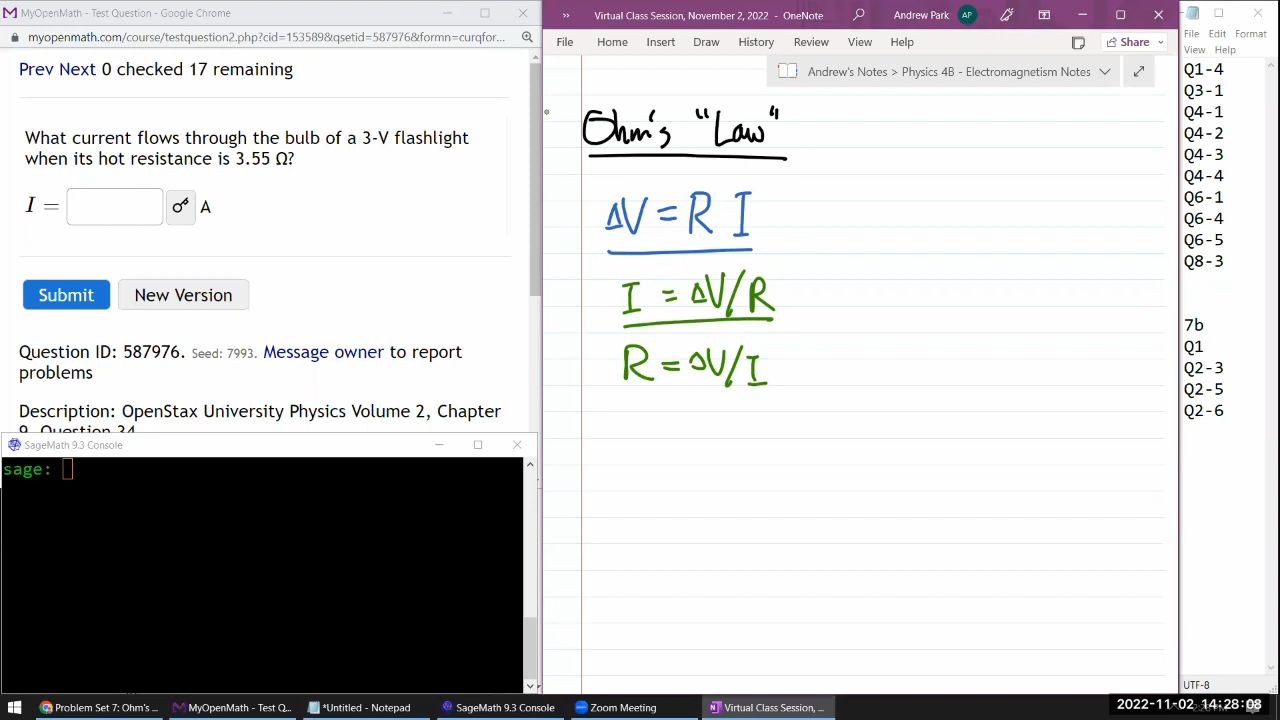 MyOpenMath - Test Question - Google Chrome
myopenmath.com/course/testquestion2.php?cid=153589&qsetid=587976&formn=curq|for...
Prev Next 0 checked 17 remaining
What current flows through the bulb of a 3-V flashlight
when its hot resistance is 3.55 Ω?
I = A
Submit New Version
Question ID: 587976. Seed: 7993. Message owner to report
problems
Description: OpenStax University Physics Volume 2, Chapter
9, Question 34
SageMath 9.3 Console
sage:
Virtual Class Session, November 2, 2022 - OneNote
Andrew Park AP
File Home Insert Draw History Review View Help
Share
Andrew's Notes > Physics 4B - Electromagnetism Notes
Ohm's "Law"
ΔV = R I
I = ΔV/R
R = ΔV/I
File Edit Format
View Help
Q1-4
Q3-1
Q4-1
Q4-2
Q4-3
Q4-4
Q6-1
Q6-4
Q6-5
Q8-3
7b
Q1
Q2-3
Q2-5
Q2-6
UTF-8
Problem Set 7: Ohm's ...
MyOpenMath - Test Q...
*Untitled - Notepad
SageMath 9.3 Console
Zoom Meeting
Virtual Class Session, ...
2022-11-02 14:28:08